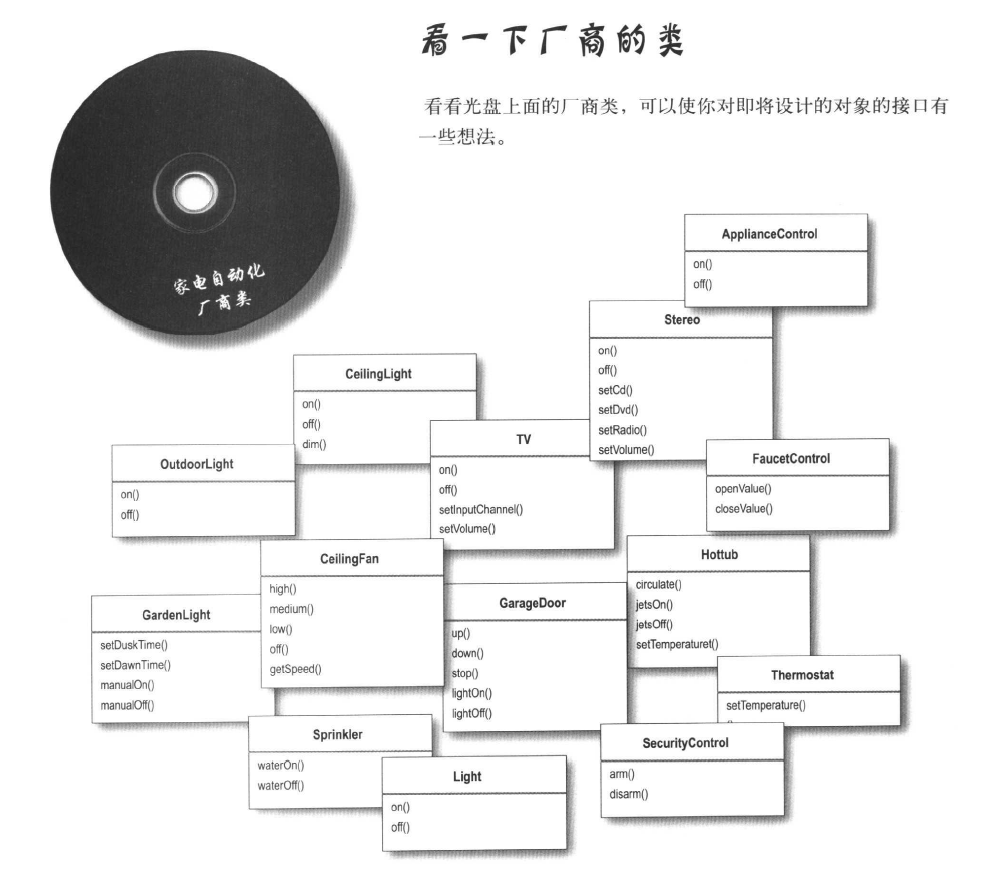 看一下厂商的类
看看光盘上面的厂商类，可以使你对即将设计的对象的接口有
一些想法。
家电自动化
厂商类
ApplianceControl
on()
off()
Stereo
on()
off()
setCd()
setDvd()
setRadio()
setVolume()
CeilingLight
on()
off()
dim()
TV
on()
off()
setInputChannel()
setVolume()
OutdoorLight
on()
off()
FaucetControl
openValue()
closeValue()
CeilingFan
high()
medium()
low()
off()
getSpeed()
Hottub
circulate()
jetsOn()
jetsOff()
setTemperaturet()
GardenLight
setDuskTime()
setDawnTime()
manualOn()
manualOff()
GarageDoor
up()
down()
stop()
lightOn()
lightOff()
Thermostat
setTemperature()
Sprinkler
waterOn()
waterOff()
Light
on()
off()
SecurityControl
arm()
disarm()